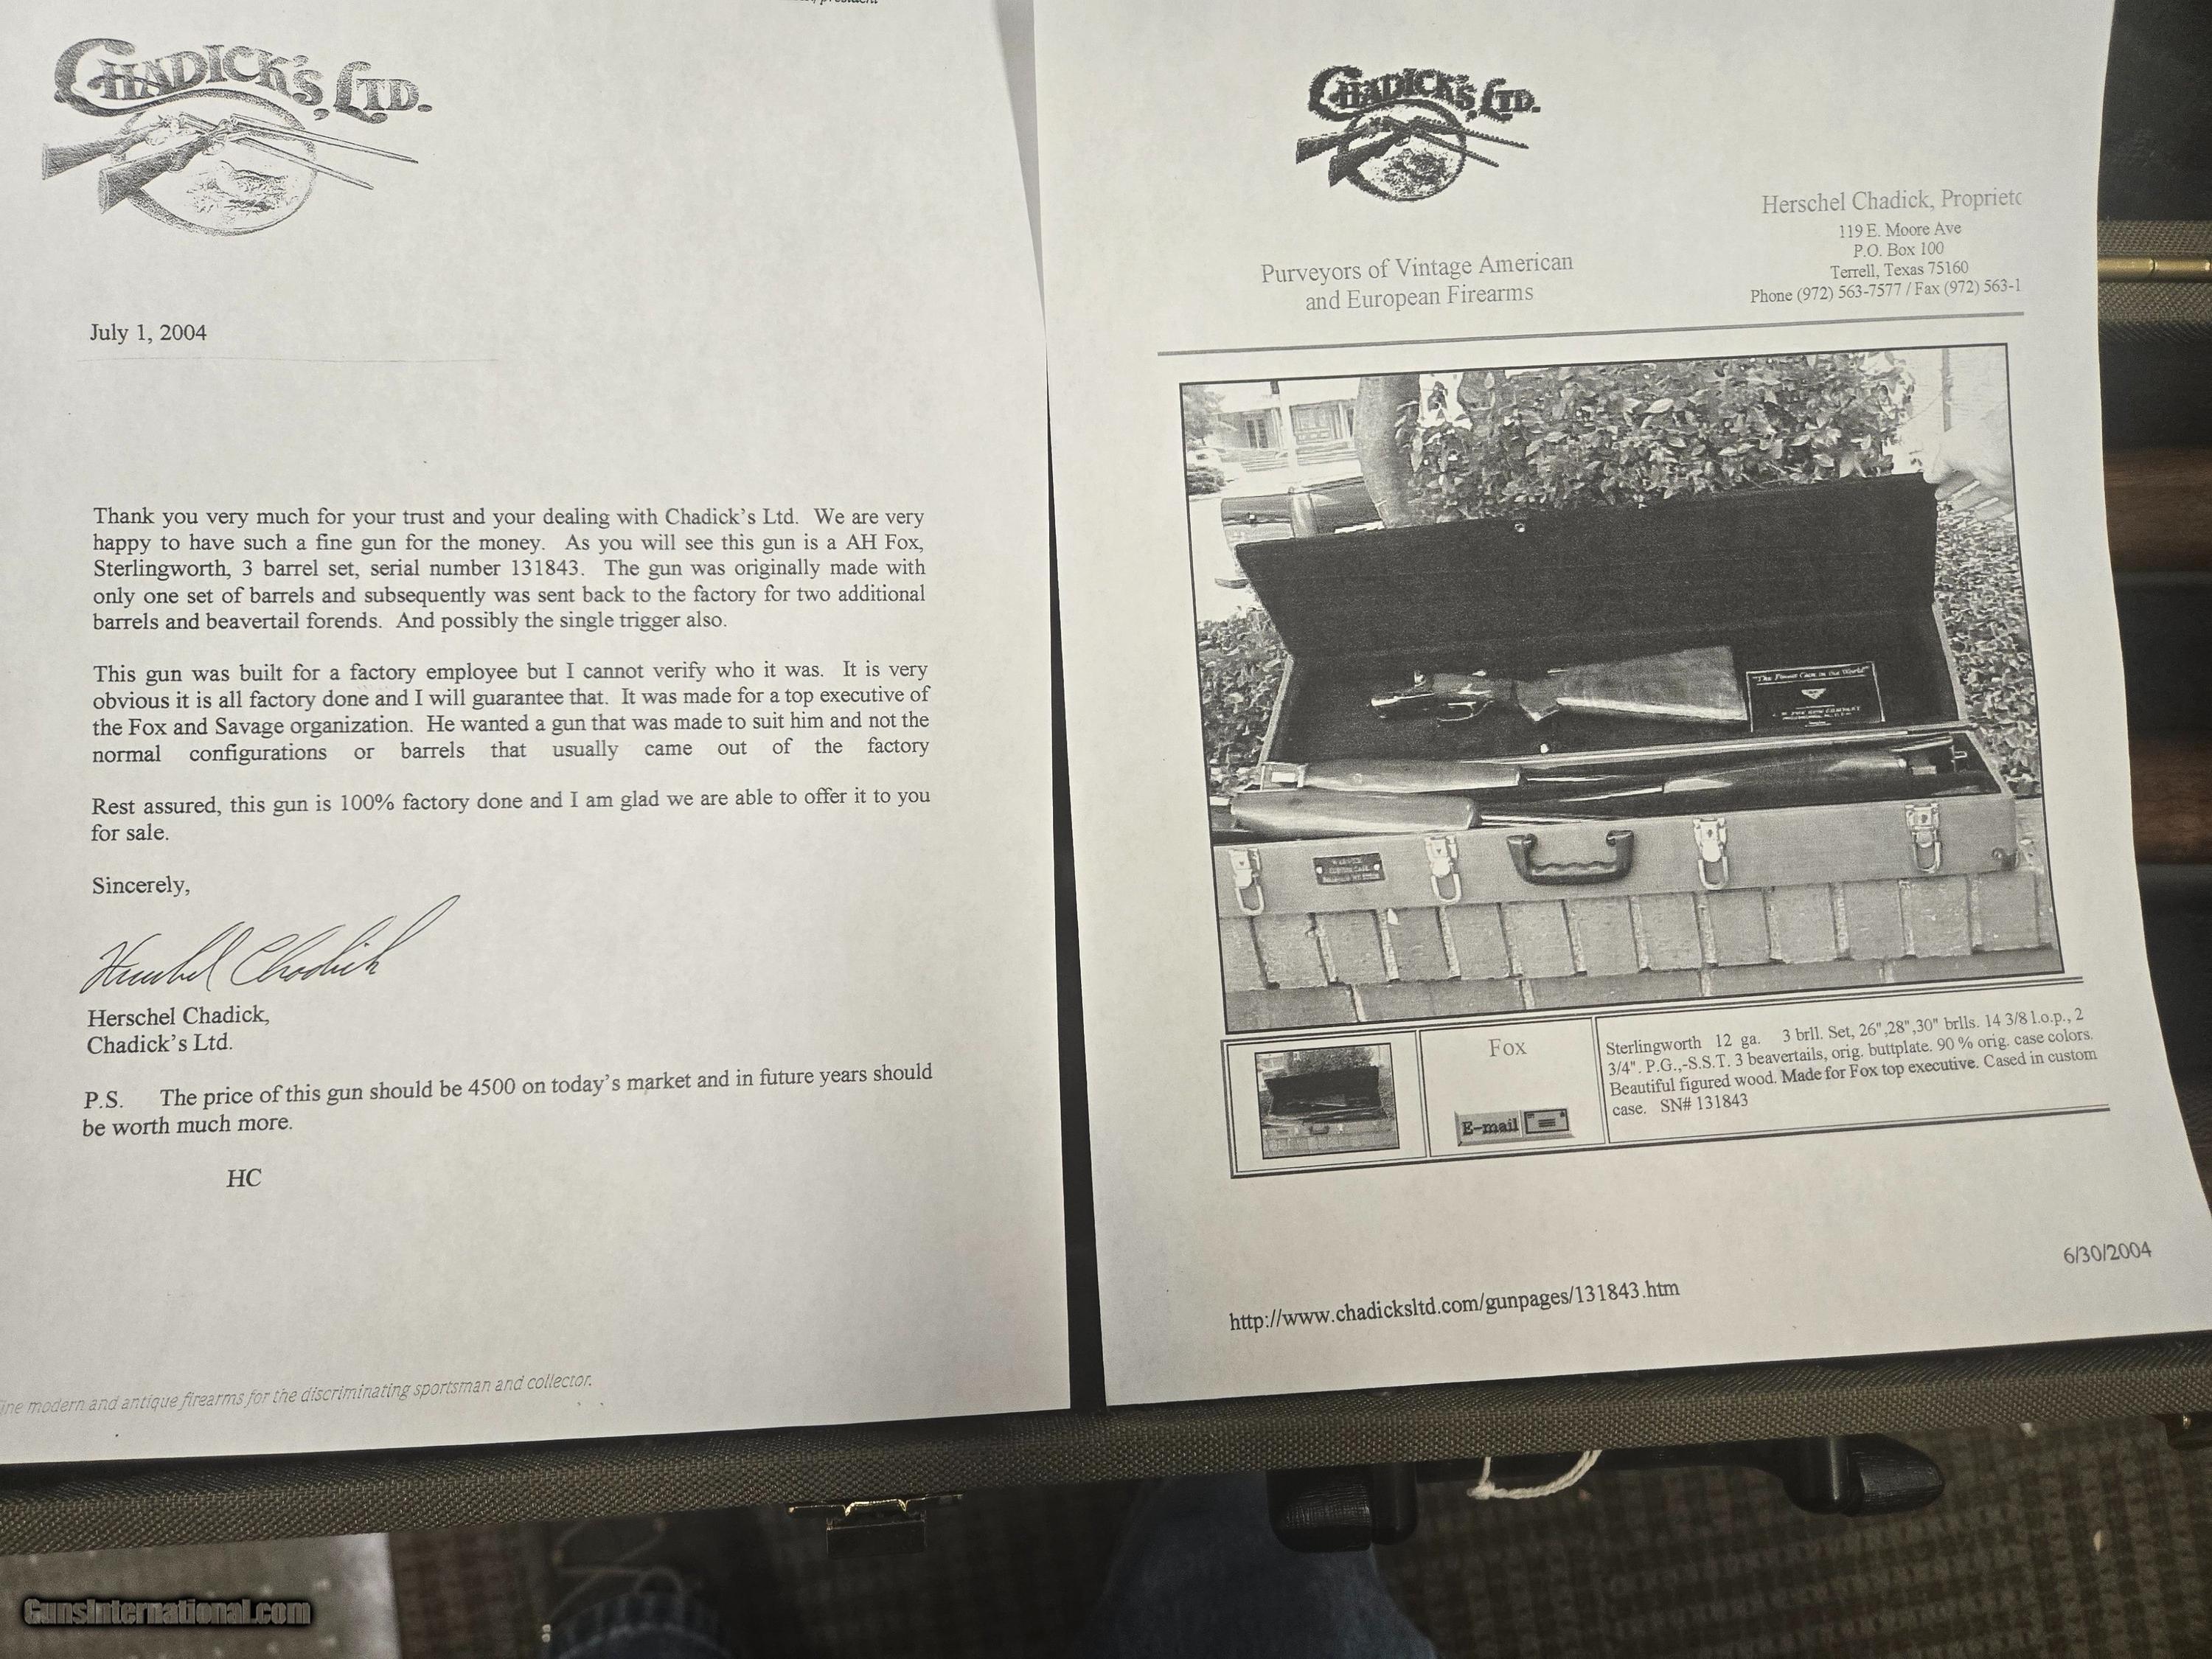 president
CHADICK'S, LTD.
July 1, 2004
Thank you very much for your trust and your dealing with Chadick's Ltd. We are very
happy to have such a fine gun for the money. As you will see this gun is a AH Fox,
Sterlingworth, 3 barrel set, serial number 131843. The gun was originally made with
only one set of barrels and subsequently was sent back to the factory for two additional
barrels and beavertail forends. And possibly the single trigger also.
This gun was built for a factory employee but I cannot verify who it was. It is very
obvious it is all factory done and I will guarantee that. It was made for a top executive of
the Fox and Savage organization. He wanted a gun that was made to suit him and not the
normal configurations or barrels that usually came out of the factory
Rest assured, this gun is 100% factory done and I am glad we are able to offer it to you
for sale.
Sincerely,
Herschel Chadick
Herschel Chadick,
Chadick's Ltd.
P.S. The price of this gun should be 4500 on today's market and in future years should
be worth much more.
HC
ine modern and antique firearms for the discriminating sportsman and collector.
CHADICK'S, LTD.
Purveyors of Vintage American
and European Firearms
Herschel Chadick, Proprieto
119 E. Moore Ave
P.O. Box 100
Terrell, Texas 75160
Phone (972) 563-7577 / Fax (972) 563-1
"The Finest Gun in the World"
Fox
E-mail
Sterlingworth 12 ga. 3 brll. Set, 26",28",30" brlls. 14 3/8 l.o.p., 2
3/4". P.G.,-S.S.T. 3 beavertails, orig. buttplate. 90 % orig. case colors.
Beautiful figured wood. Made for Fox top executive. Cased in custom
case. SN# 131843
http://www.chadicksltd.com/gunpages/131843.htm
6/30/2004
GunsInternational.com